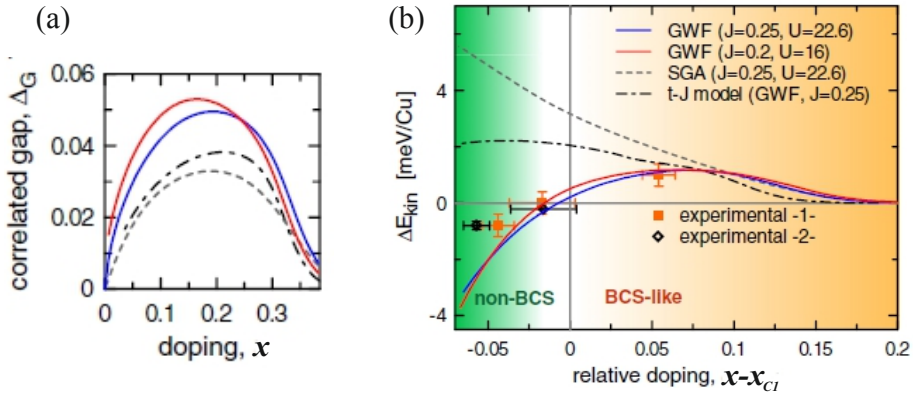 (a)
correlated gap, Δ_G
0.06
0.04
0.02
0
0
0.1
0.2
0.3
doping, x
(b)
ΔE_kin [meV/Cu]
4
0
-4
GWF (J=0.25, U=22.6)
GWF (J=0.2, U=16)
SGA (J=0.25, U=22.6)
t-J model (GWF, J=0.25)
experimental -1-
experimental -2-
non-BCS
BCS-like
-0.05
0
0.05
0.1
0.15
0.2
relative doping, x-x_C1